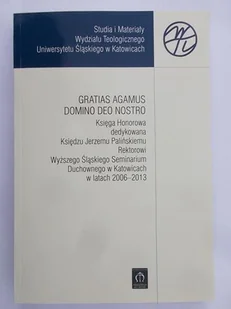 Studia i Materiały
Wydziału Teologicznego
Uniwersytetu Śląskiego w Katowicach
GRATIAS AGAMUS
DOMINO DEO NOSTRO
Księga Honorowa
dedykowana
Księdzu Jerzemu Palińskiemu
Rektorowi
Wyższego Śląskiego Seminarium
Duchownego w Katowicach
w latach 2006–2013